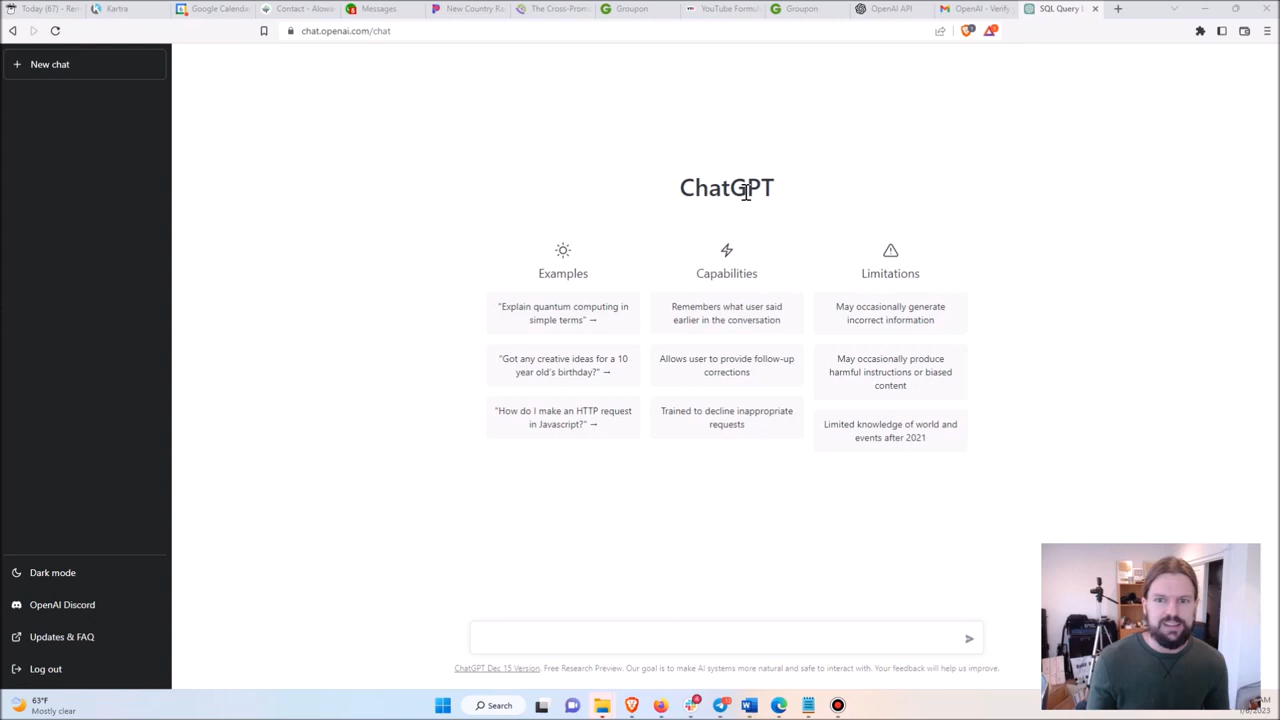 Today (67) - Rem
Kartra
Google Calenda
Contact - Alowa
Messages
New Country Ra
The Cross-Prom
Groupon
YouTube Formul
Groupon
OpenAI API
OpenAI - Verify
SQL Query I
chat.openai.com/chat
New chat
ChatGPT
Examples
Capabilities
Limitations
"Explain quantum computing in
simple terms" →
Remembers what user said
earlier in the conversation
May occasionally generate
incorrect information
"Got any creative ideas for a 10
year old's birthday?" →
Allows user to provide follow-up
corrections
May occasionally produce
harmful instructions or biased
content
"How do I make an HTTP request
in Javascript?" →
Trained to decline inappropriate
requests
Limited knowledge of world and
events after 2021
Dark mode
OpenAI Discord
Updates & FAQ
Log out
ChatGPT Dec 15 Version. Free Research Preview. Our goal is to make AI systems more natural and safe to interact with. Your feedback will help us improve.
63°F
Mostly clear
Search
AM
1/8/2023